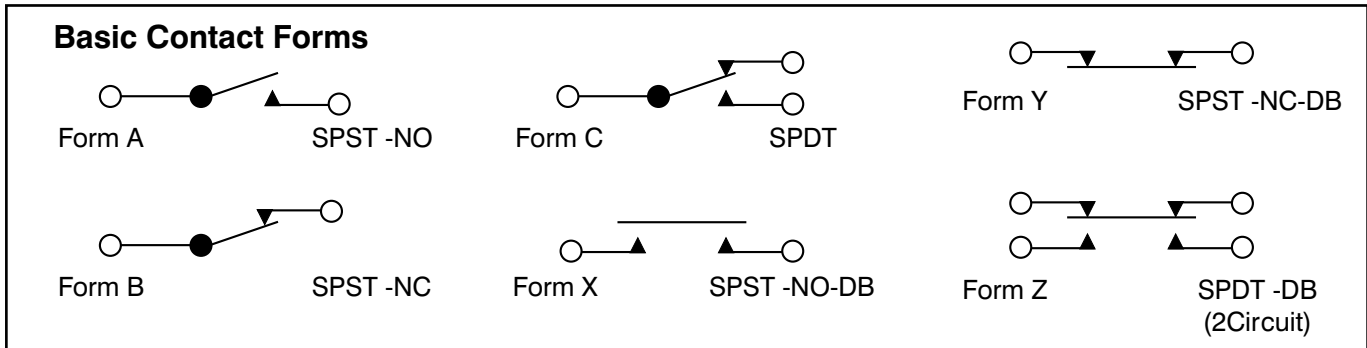 Basic Contact Forms
Form A SPST -NO
Form C SPDT
Form Y SPST -NC-DB
Form B SPST -NC
Form X SPST -NO-DB
Form Z SPDT -DB
(2Circuit)